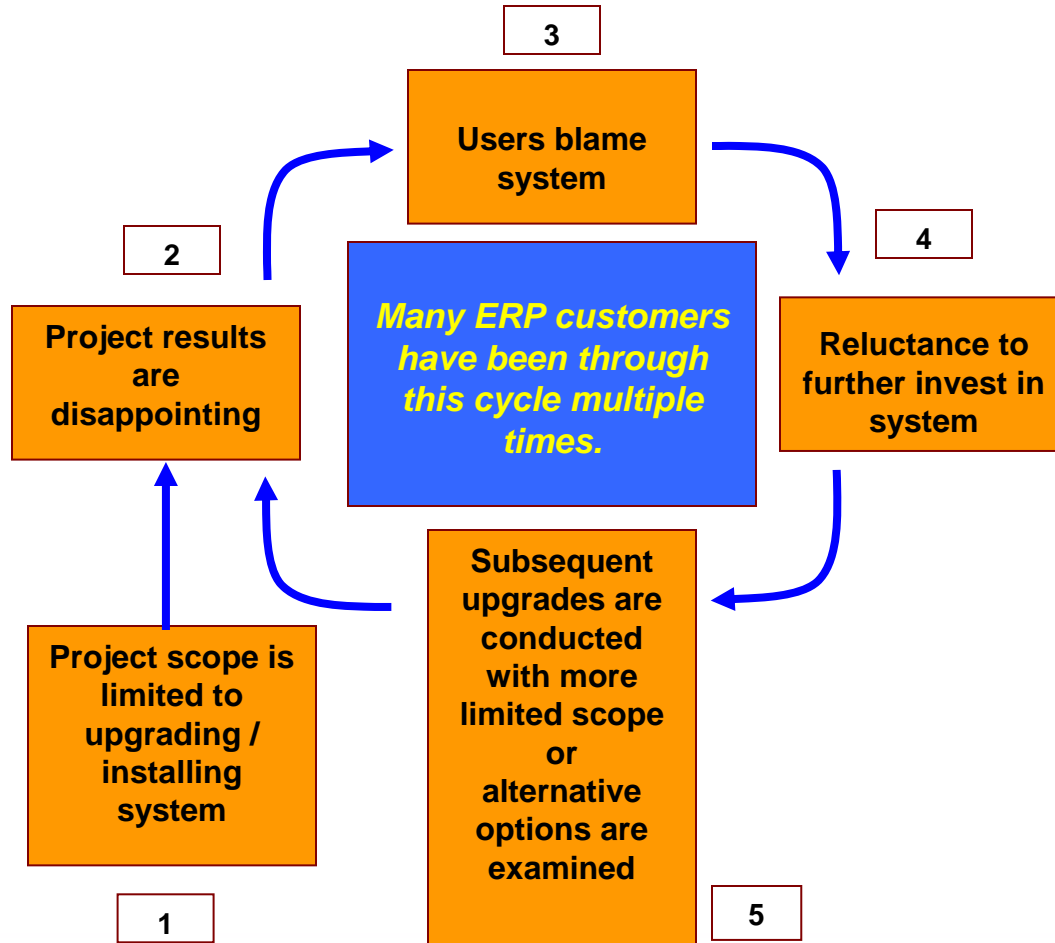 3
Users blame
system
2
4
Many ERP customers
have been through
this cycle multiple
times.
Project results
are
disappointing
Reluctance to
further invest in
system
Subsequent
upgrades are
conducted
with more
limited scope
or
alternative
options are
examined
Project scope is
limited to
upgrading /
installing
system
1
5